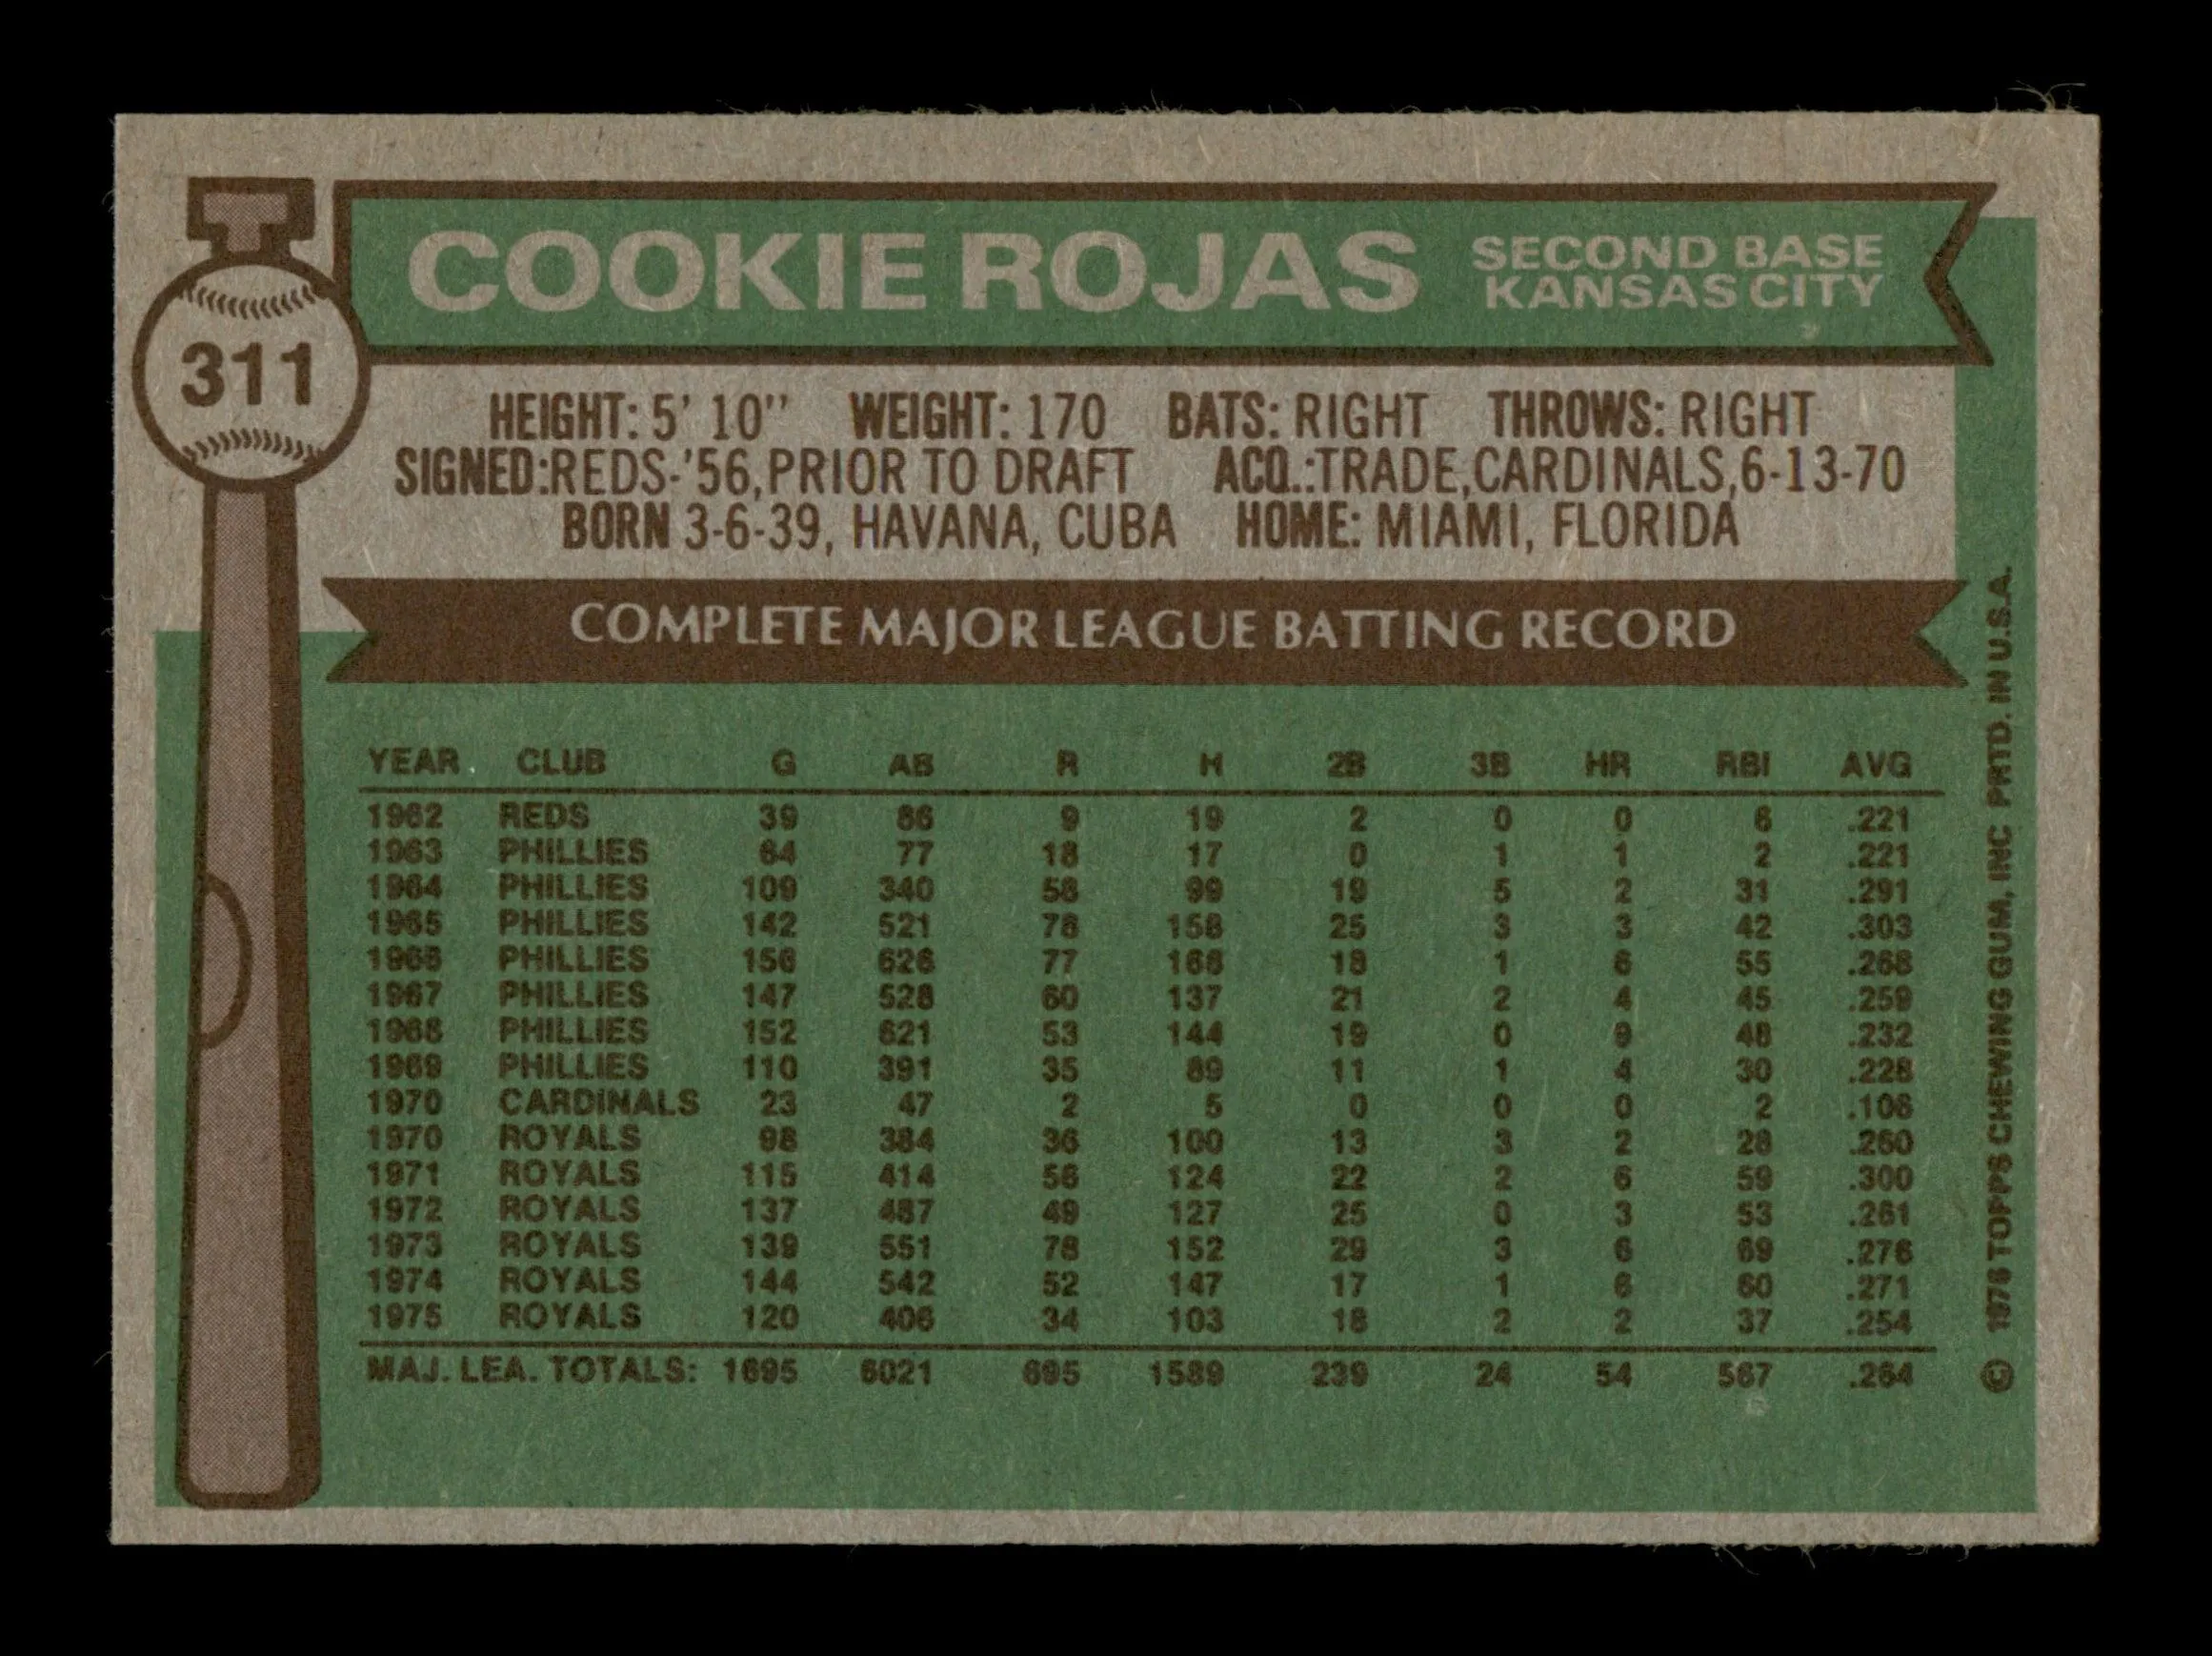 COOKIE ROJAS
SECOND BASE
KANSAS CITY
311
HEIGHT: 5' 10" WEIGHT: 170 BATS: RIGHT THROWS: RIGHT
SIGNED:REDS-'56,PRIOR TO DRAFT ACQ.:TRADE,CARDINALS,6-13-70
BORN 3-6-39, HAVANA, CUBA HOME: MIAMI, FLORIDA
COMPLETE MAJOR LEAGUE BATTING RECORD
YEAR CLUB G AB R H 2B 3B HR RBI AVG
1962 REDS 39 86 9 19 2 0 0 6 .221
1963 PHILLIES 64 77 18 17 0 1 1 2 .221
1964 PHILLIES 109 340 58 99 19 5 2 31 .291
1965 PHILLIES 142 521 78 158 25 3 3 42 .303
1966 PHILLIES 156 626 77 168 18 1 6 55 .268
1967 PHILLIES 147 528 60 137 21 2 4 45 .259
1968 PHILLIES 152 621 53 144 19 0 9 48 .232
1969 PHILLIES 110 391 35 89 11 1 4 30 .228
1970 CARDINALS 23 47 2 5 0 0 0 2 .106
1970 ROYALS 98 384 36 100 13 3 2 28 .260
1971 ROYALS 115 414 56 124 22 2 6 59 .300
1972 ROYALS 137 487 49 127 25 0 3 53 .261
1973 ROYALS 139 551 78 152 29 3 6 69 .276
1974 ROYALS 144 542 52 147 17 1 6 60 .271
1975 ROYALS 120 406 34 103 18 2 2 37 .254
MAJ. LEA. TOTALS: 1695 6021 695 1589 239 24 54 567 .264
© 1976 TOPPS CHEWING GUM, INC PRTD. IN U.S.A.